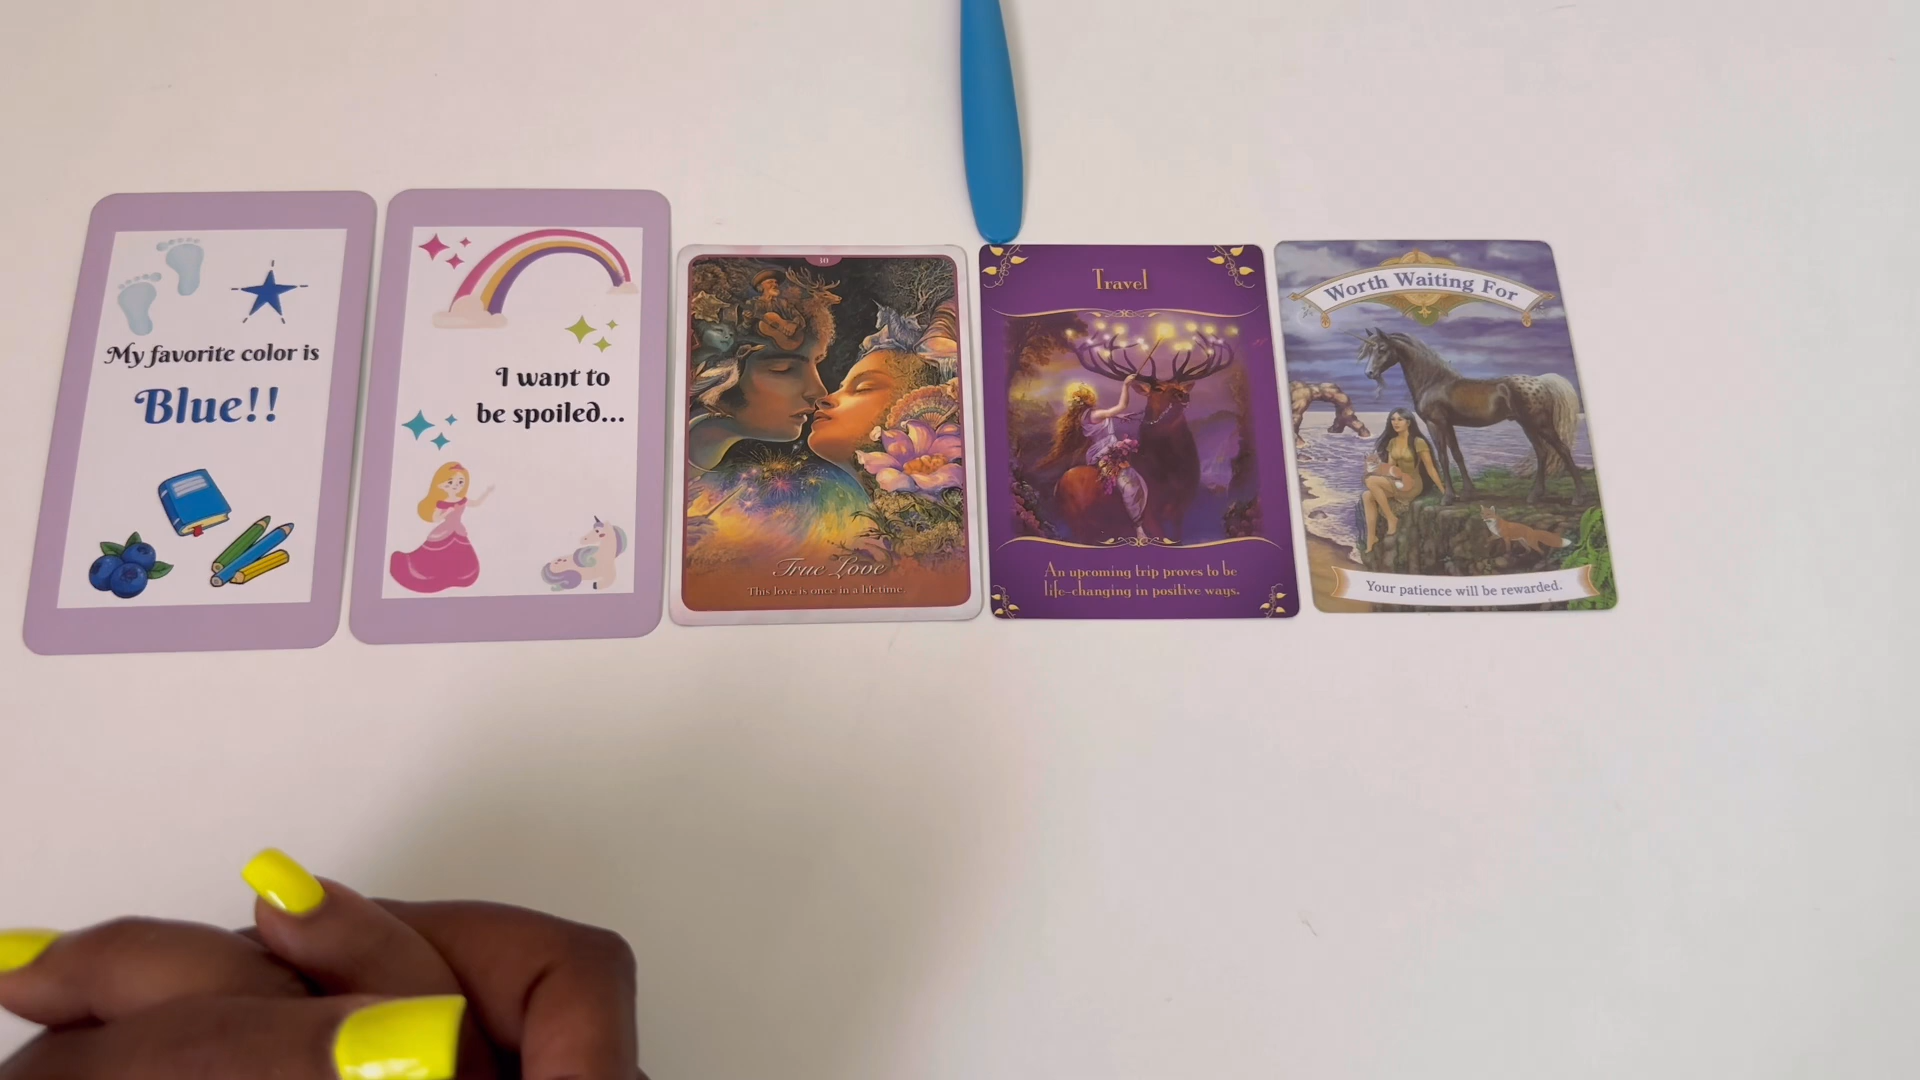 My favorite color is
Blue!!
I want to
be spoiled...
10
True Love
This love is once in a lifetime.
Travel
An upcoming trip proves to be
life-changing in positive ways.
Worth Waiting For
Your patience will be rewarded.